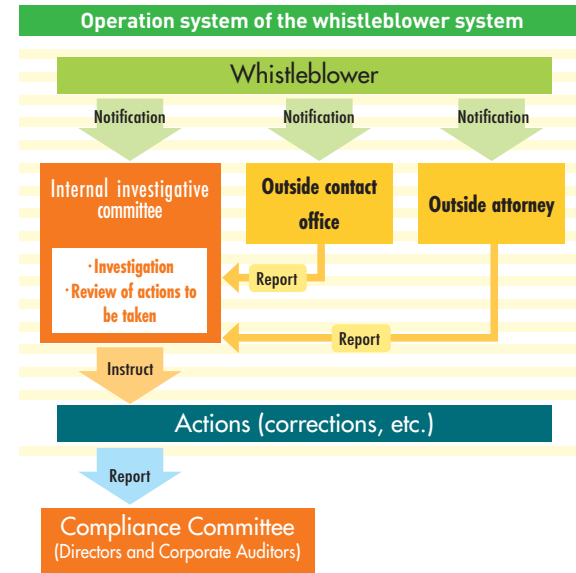 Operation system of the whistleblower system
Whistleblower
Notification
Notification
Notification
Internal investigative
committee
・Investigation
・Review of actions to
be taken
Outside contact
office
Outside attorney
Report
Report
Instruct
Actions (corrections, etc.)
Report
Compliance Committee
(Directors and Corporate Auditors)